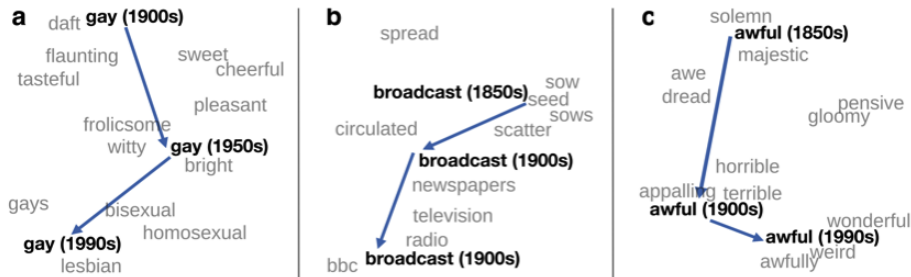 a
daft gay (1900s)
flaunting
sweet
tasteful
cheerful
pleasant
frolicsome
witty
gay (1950s)
bright
gays
bisexual
homosexual
gay (1990s)
lesbian
b
spread
sow
broadcast (1850s)
seed
sows
circulated
scatter
broadcast (1900s)
newspapers
television
radio
bbc
broadcast (1900s)
c
solemn
awful (1850s)
majestic
awe
dread
pensive
gloomy
horrible
appalling
terrible
awful (1900s)
wonderful
awful (1990s)
weird
awfully